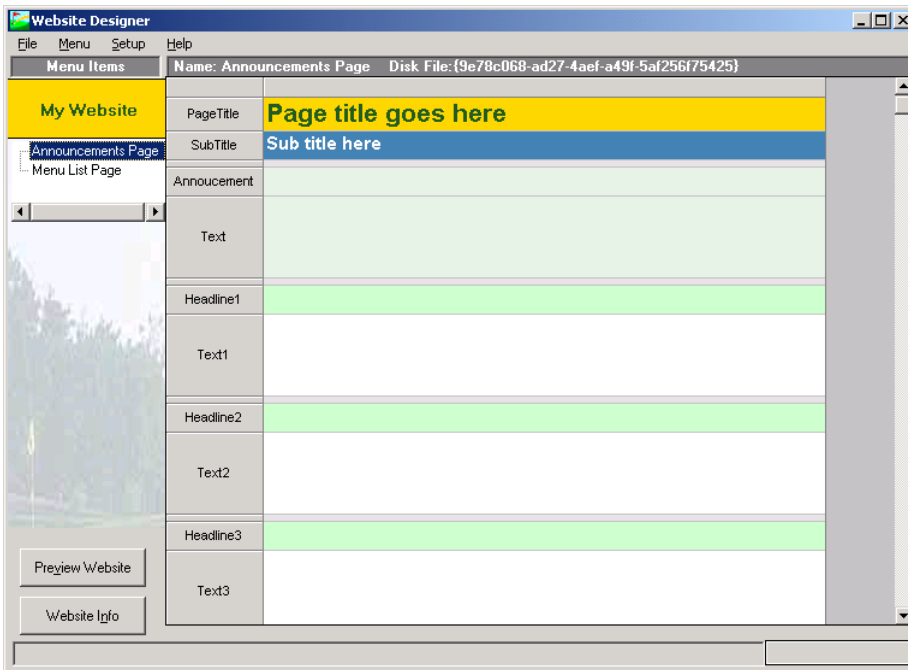 Website Designer
File Menu Setup Help
Menu Items
Name: Announcements Page Disk File:{9e78c068-ad27-4aef-a49f-5af256f75425}
My Website
Announcements Page
Menu List Page
PageTitle
Page title goes here
SubTitle
Sub title here
Annoucement
Text
Headline1
Text1
Headline2
Text2
Headline3
Text3
Preview Website
Website Info